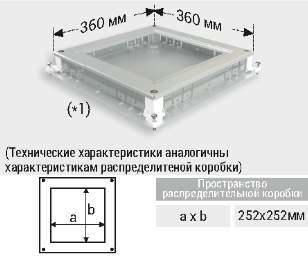 360 мм
360 мм
(*1)
(Технические характеристики аналогичны
характеристикам распределитеной коробки)
a
b
Пространство
распределительной коробки
a x b
252x252мм